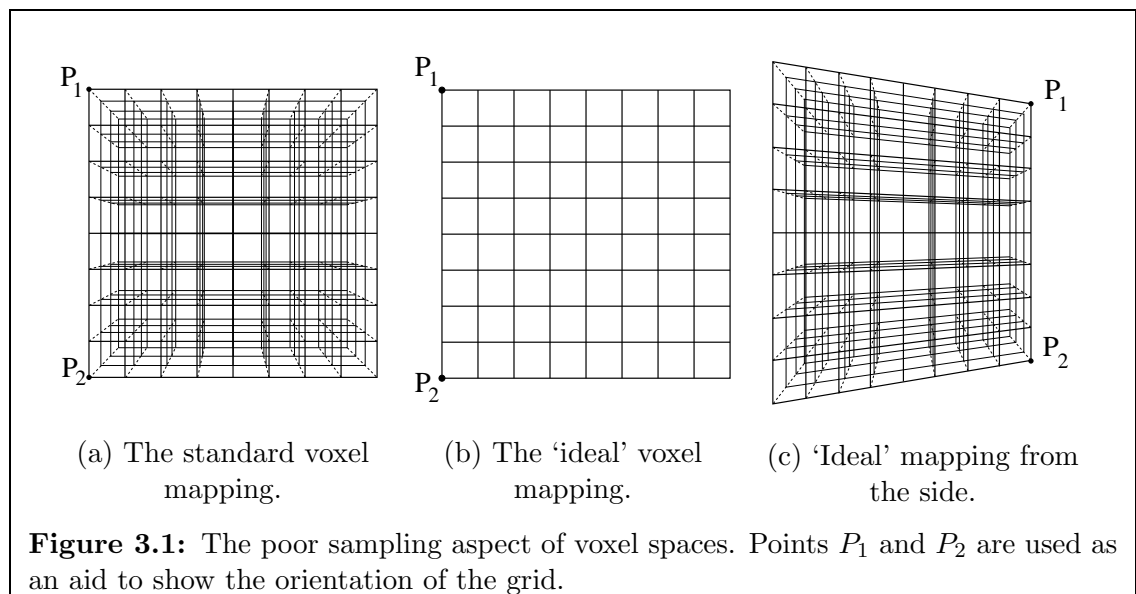 P1
P2
P1
P2
P1
P2
(a) The standard voxel
mapping.
(b) The ‘ideal’ voxel
mapping.
(c) ‘Ideal’ mapping from
the side.
Figure 3.1: The poor sampling aspect of voxel spaces. Points P1 and P2 are used as
an aid to show the orientation of the grid.